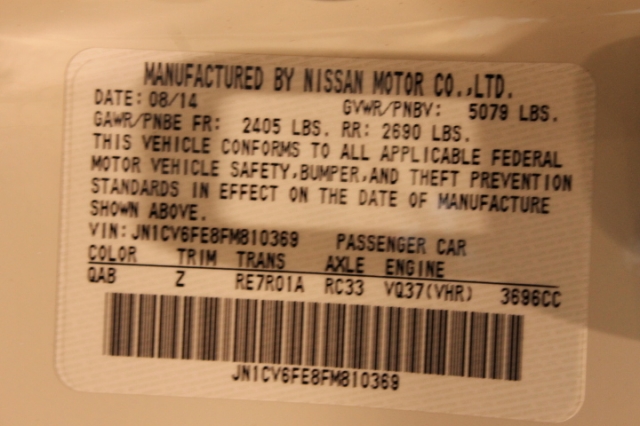 MANUFACTURED BY NISSAN MOTOR CO.,LTD.
DATE: 08/14 GVWR/PNBV: 5079 LBS.
GAWR/PNBE FR: 2405 LBS. RR: 2690 LBS.
THIS VEHICLE CONFORMS TO ALL APPLICABLE FEDERAL
MOTOR VEHICLE SAFETY,BUMPER,AND THEFT PREVENTION
STANDARDS IN EFFECT ON THE DATE OF MANUFACTURE
SHOWN ABOVE.
VIN: JN1CV6FE8FM810369 PASSENGER CAR
COLOR TRIM TRANS AXLE ENGINE
QAB Z RE7R01A RC33 VQ37(VHR) 3696CC
JN1CV6FE8FM810369